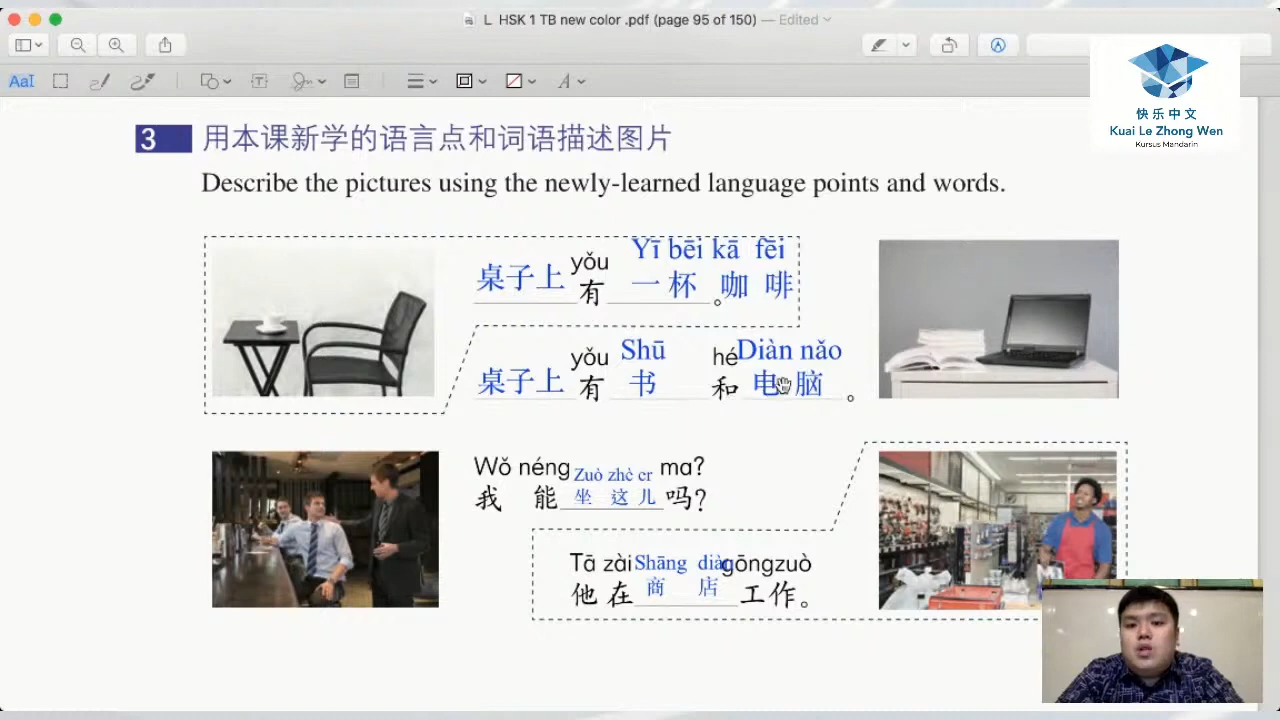 L HSK 1 TB new color .pdf (page 95 of 150) — Edited
AaI
快乐中文
Kuai Le Zhong Wen
Kursus Mandarin
3 用本课新学的语言点和词语描述图片
Describe the pictures using the newly-learned language points and words.
yǒu Yī bēi kā fēi
桌子上有一杯咖啡。
yǒu Shū hé Diàn nǎo
桌子上有书和电脑。
Wǒ néng Zuò zhè er ma?
我能坐这儿吗?
Tā zài Shāng diàn gōngzuò
他在商店工作。